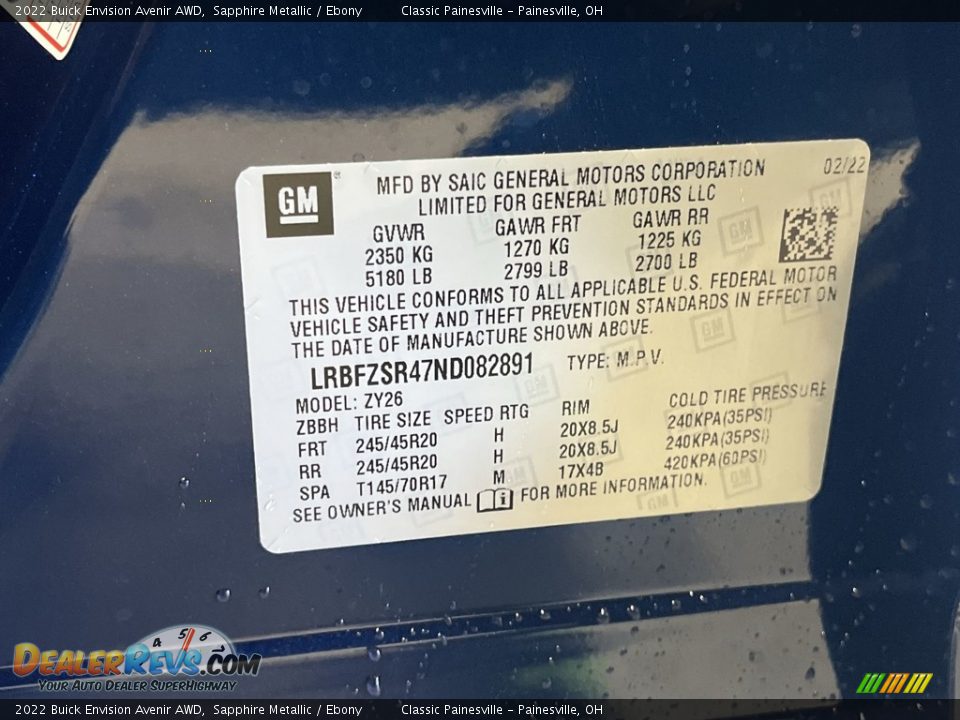 2022 Buick Envision Avenir AWD,  Sapphire Metallic / Ebony     Classic Painesville - Painesville, OH
GM ®
02/22
MFD BY SAIC GENERAL MOTORS CORPORATION
LIMITED FOR GENERAL MOTORS LLC
GVWR GAWR FRT GAWR RR
2350 KG 1270 KG 1225 KG
5180 LB 2799 LB 2700 LB
THIS VEHICLE CONFORMS TO ALL APPLICABLE U.S. FEDERAL MOTOR
VEHICLE SAFETY AND THEFT PREVENTION STANDARDS IN EFFECT ON
THE DATE OF MANUFACTURE SHOWN ABOVE.
LRBFZSR47ND082891 TYPE: M.P.V.
MODEL: ZY26
ZBBH TIRE SIZE SPEED RTG RIM COLD TIRE PRESSURE
FRT 245/45R20 H 20X8.5J 240KPA(35PSI)
RR 245/45R20 H 20X8.5J 240KPA(35PSI)
SPA T145/70R17 M 17X4B 420KPA(60PSI)
SEE OWNER'S MANUAL FOR MORE INFORMATION.
4 5 6 7
DEALERREVS.COM
YOUR AUTO DEALER SUPERHIGHWAY
2022 Buick Envision Avenir AWD,  Sapphire Metallic / Ebony     Classic Painesville - Painesville, OH